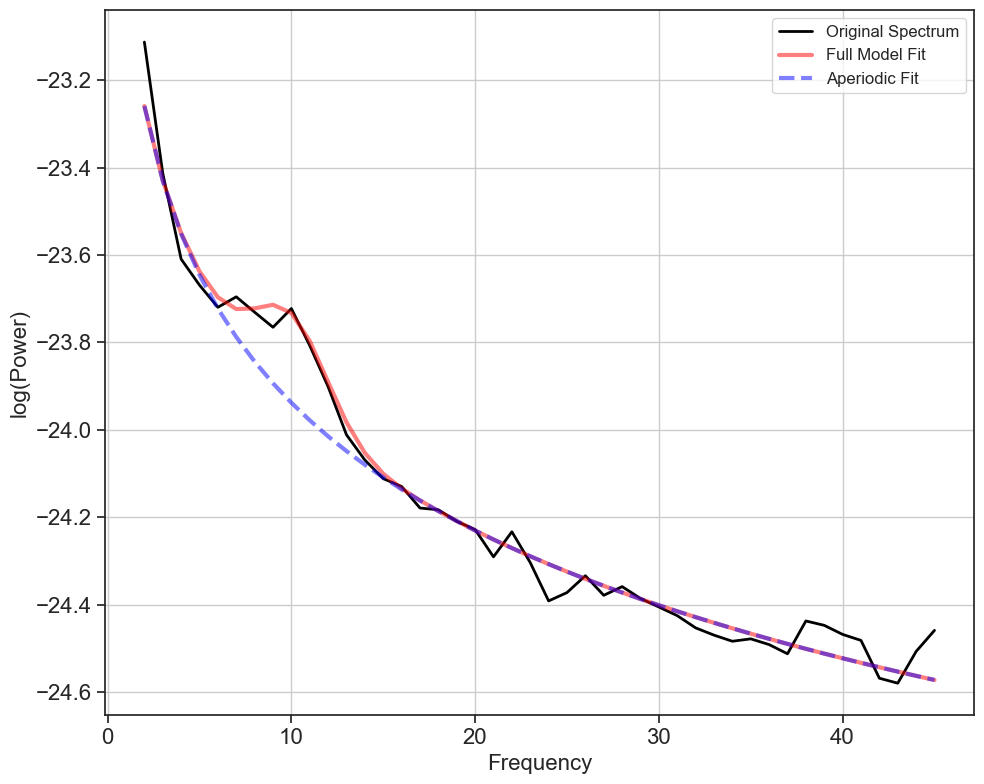 Original Spectrum
Full Model Fit
Aperiodic Fit
log(Power)
−23.2
−23.4
−23.6
−23.8
−24.0
−24.2
−24.4
−24.6
0 10 20 30 40
Frequency